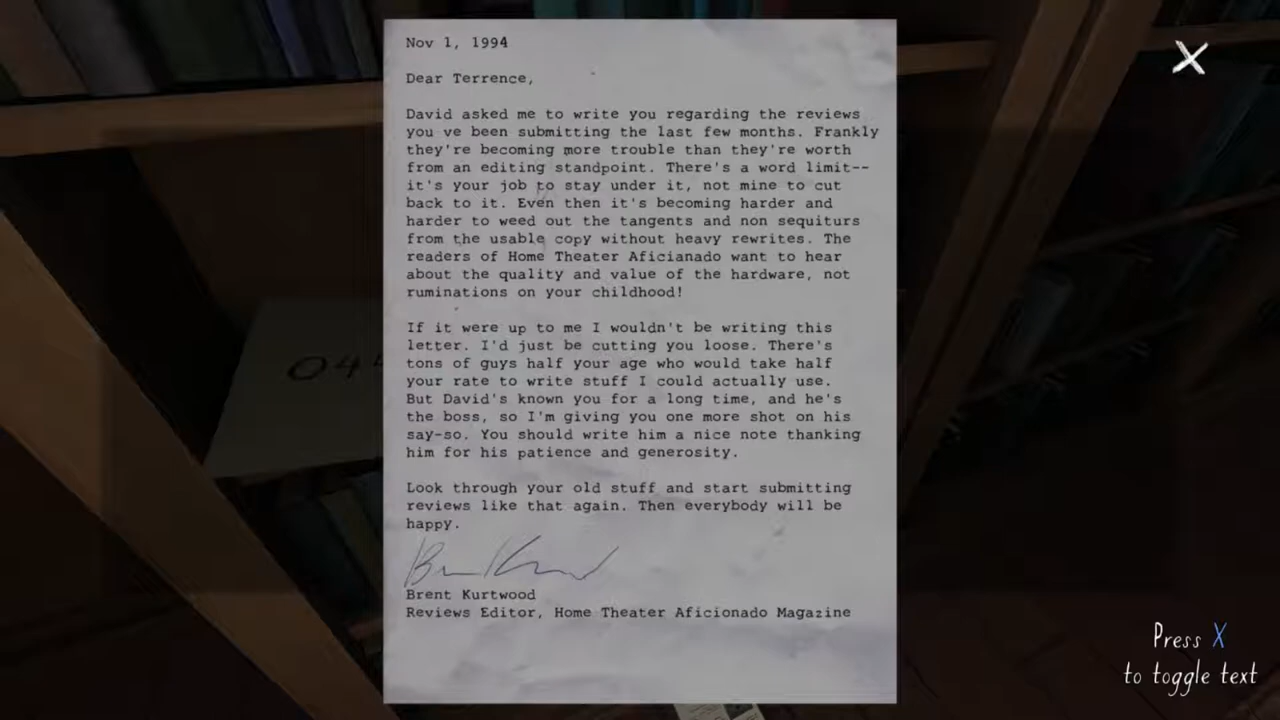 Nov 1, 1994
Dear Terrence,
David asked me to write you regarding the reviews
you ve been submitting the last few months. Frankly
they're becoming more trouble than they're worth
from an editing standpoint. There's a word limit--
it's your job to stay under it, not mine to cut
back to it. Even then it's becoming harder and
harder to weed out the tangents and non sequiturs
from the usable copy without heavy rewrites. The
readers of Home Theater Aficianado want to hear
about the quality and value of the hardware, not
ruminations on your childhood!
If it were up to me I wouldn't be writing this
letter. I'd just be cutting you loose. There's
tons of guys half your age who would take half
your rate to write stuff I could actually use.
But David's known you for a long time, and he's
the boss, so I'm giving you one more shot on his
say-so. You should write him a nice note thanking
him for his patience and generosity.
Look through your old stuff and start submitting
reviews like that again. Then everybody will be
happy.
Brent Kurtwood
Reviews Editor, Home Theater Aficionado Magazine
X
04
Press X
to toggle text